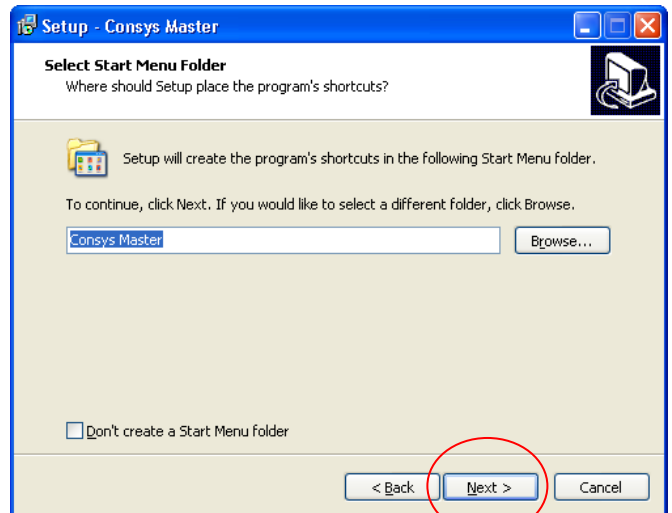 Setup - Consys Master
Select Start Menu Folder
Where should Setup place the program's shortcuts?
Setup will create the program's shortcuts in the following Start Menu folder.
To continue, click Next. If you would like to select a different folder, click Browse.
Consys Master
Browse...
Don't create a Start Menu folder
< Back
Next >
Cancel